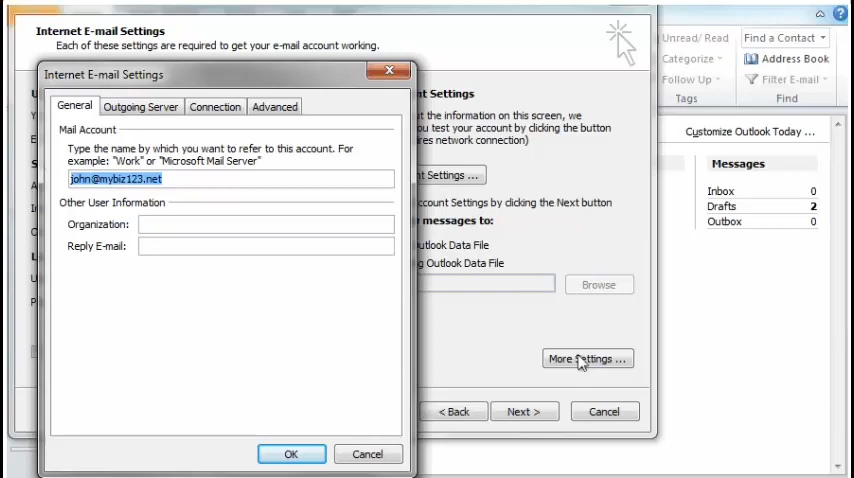 Internet E-mail Settings
Each of these settings are required to get your e-mail account working.
Internet E-mail Settings
General
Outgoing Server
Connection
Advanced
Mail Account
Type the name by which you want to refer to this account. For
example: "Work" or "Microsoft Mail Server"
john@mybiz123.net
Other User Information
Organization:
Reply E-mail:
OK
Cancel
nt Settings
ut the information on this screen, we
ou test your account by clicking the button
ires network connection)
nt Settings ...
ccount Settings by clicking the Next button
messages to:
utlook Data File
g Outlook Data File
Browse
More Settings ...
< Back
Next >
Cancel
Unread/ Read
Categorize
Follow Up
Tags
Find a Contact
Address Book
Filter E-mail
Find
Customize Outlook Today ...
Messages
Inbox 0
Drafts 2
Outbox 0